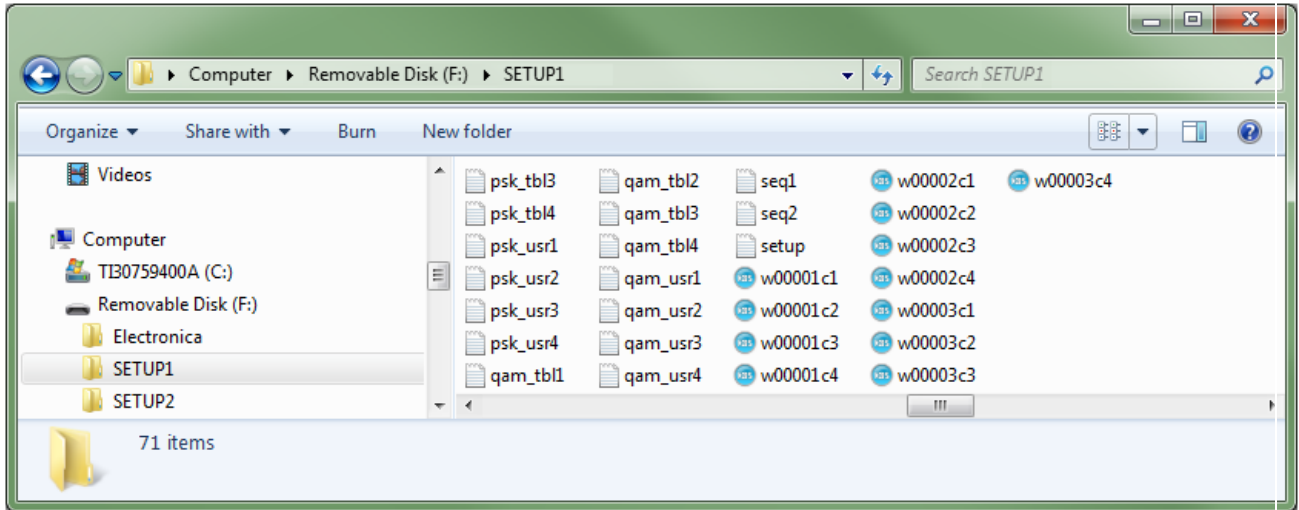 Computer Removable Disk (F:) SETUP1 Search SETUP1
Organize Share with Burn New folder
Videos
Computer
TI30759400A (C:)
Removable Disk (F:)
Electronica
SETUP1
SETUP2
psk_tbl3 qam_tbl2 seq1 w00002c1 w00003c4
psk_tbl4 qam_tbl3 seq2 w00002c2
psk_usr1 qam_tbl4 setup w00002c3
psk_usr2 qam_usr1 w00001c1 w00002c4
psk_usr3 qam_usr2 w00001c2 w00003c1
psk_usr4 qam_usr3 w00001c3 w00003c2
qam_tbl1 qam_usr4 w00001c4 w00003c3
71 items